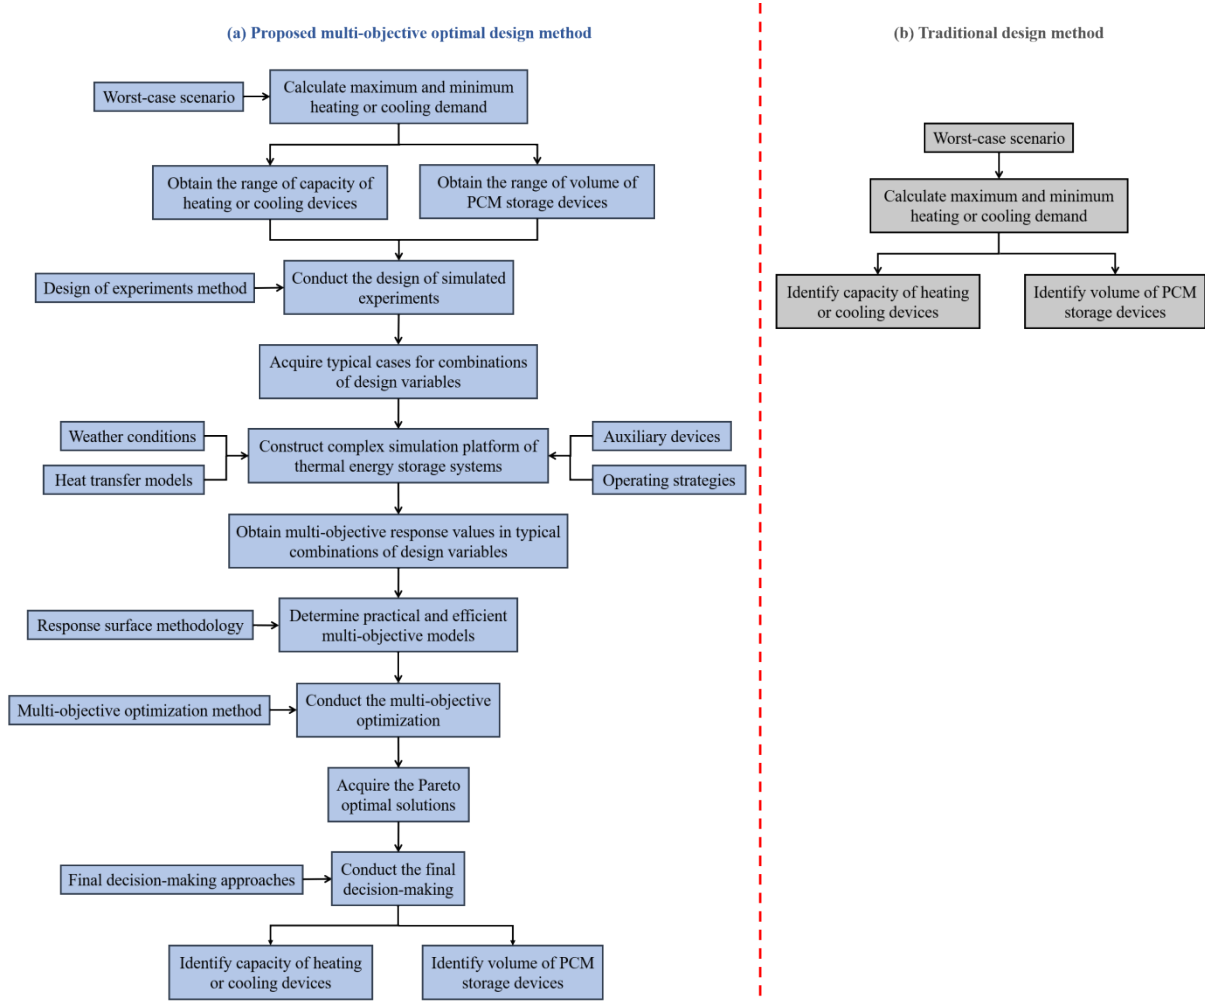 (a) Proposed multi-objective optimal design method
Worst-case scenario
Calculate maximum and minimum
heating or cooling demand
Obtain the range of capacity of
heating or cooling devices
Obtain the range of volume of
PCM storage devices
Design of experiments method
Conduct the design of simulated
experiments
Acquire typical cases for combinations
of design variables
Weather conditions
Heat transfer models
Construct complex simulation platform of
thermal energy storage systems
Auxiliary devices
Operating strategies
Obtain multi-objective response values in typical
combinations of design variables
Response surface methodology
Determine practical and efficient
multi-objective models
Multi-objective optimization method
Conduct the multi-objective
optimization
Acquire the Pareto
optimal solutions
Final decision-making approaches
Conduct the final
decision-making
Identify capacity of heating
or cooling devices
Identify volume of PCM
storage devices
(b) Traditional design method
Worst-case scenario
Calculate maximum and minimum
heating or cooling demand
Identify capacity of heating
or cooling devices
Identify volume of PCM
storage devices